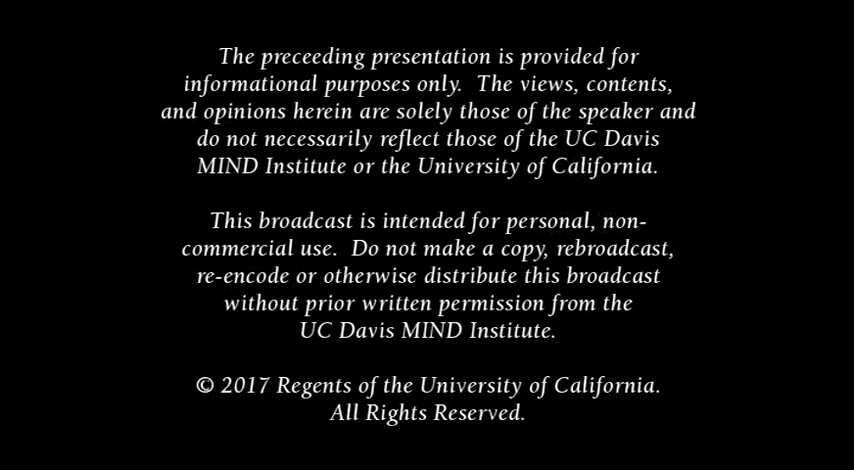 The preceeding presentation is provided for
informational purposes only.  The views, contents,
and opinions herein are solely those of the speaker and
do not necessarily reflect those of the UC Davis
MIND Institute or the University of California.
This broadcast is intended for personal, non-
commercial use.  Do not make a copy, rebroadcast,
re-encode or otherwise distribute this broadcast
without prior written permission from the
UC Davis MIND Institute.
© 2017 Regents of the University of California.
All Rights Reserved.